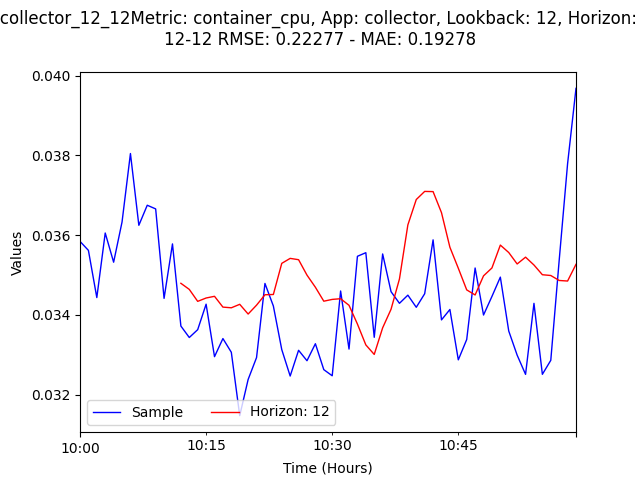 collector_12_12Metric: container_cpu, App: collector, Lookback: 12, Horizon:
12-12 RMSE: 0.22277 - MAE: 0.19278
0.040
0.038
0.036
0.034
0.032
Values
Sample
Horizon: 12
10:00
10:15
10:30
10:45
Time (Hours)